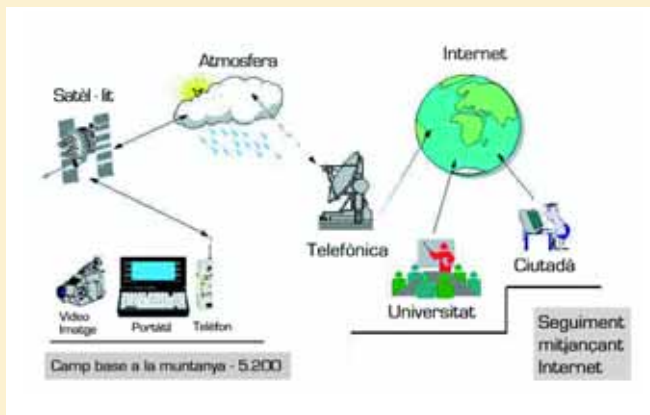 Atmosfera
Internet
Satèl·lit
Telefònica
Universitat
Ciutadà
Video
Imatge
Portàtil
Telèfon
Camp base a la muntanya - 5.200
Seguiment
mitjançant
Internet